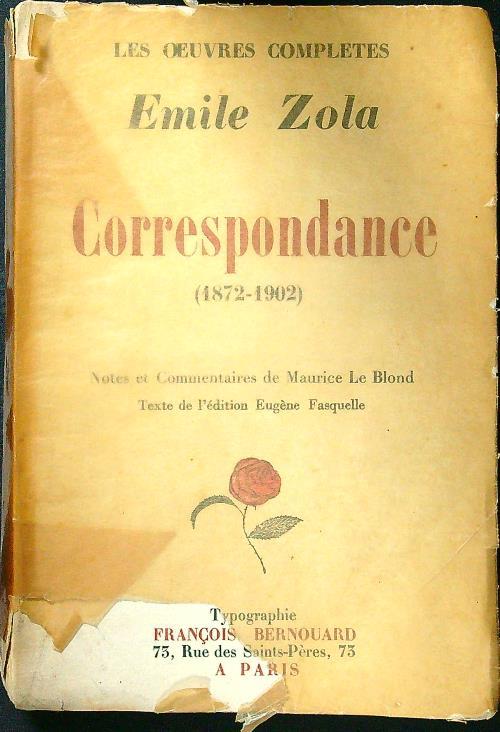 LES OEUVRES COMPLETES
Emile Zola
Correspondance
(1872-1902)
Notes et Commentaires de Maurice Le Blond
Texte de l'édition Eugène Fasquelle
Typographie
FRANÇOIS BERNOUARD
73, Rue des Saints-Pères, 73
A PARIS